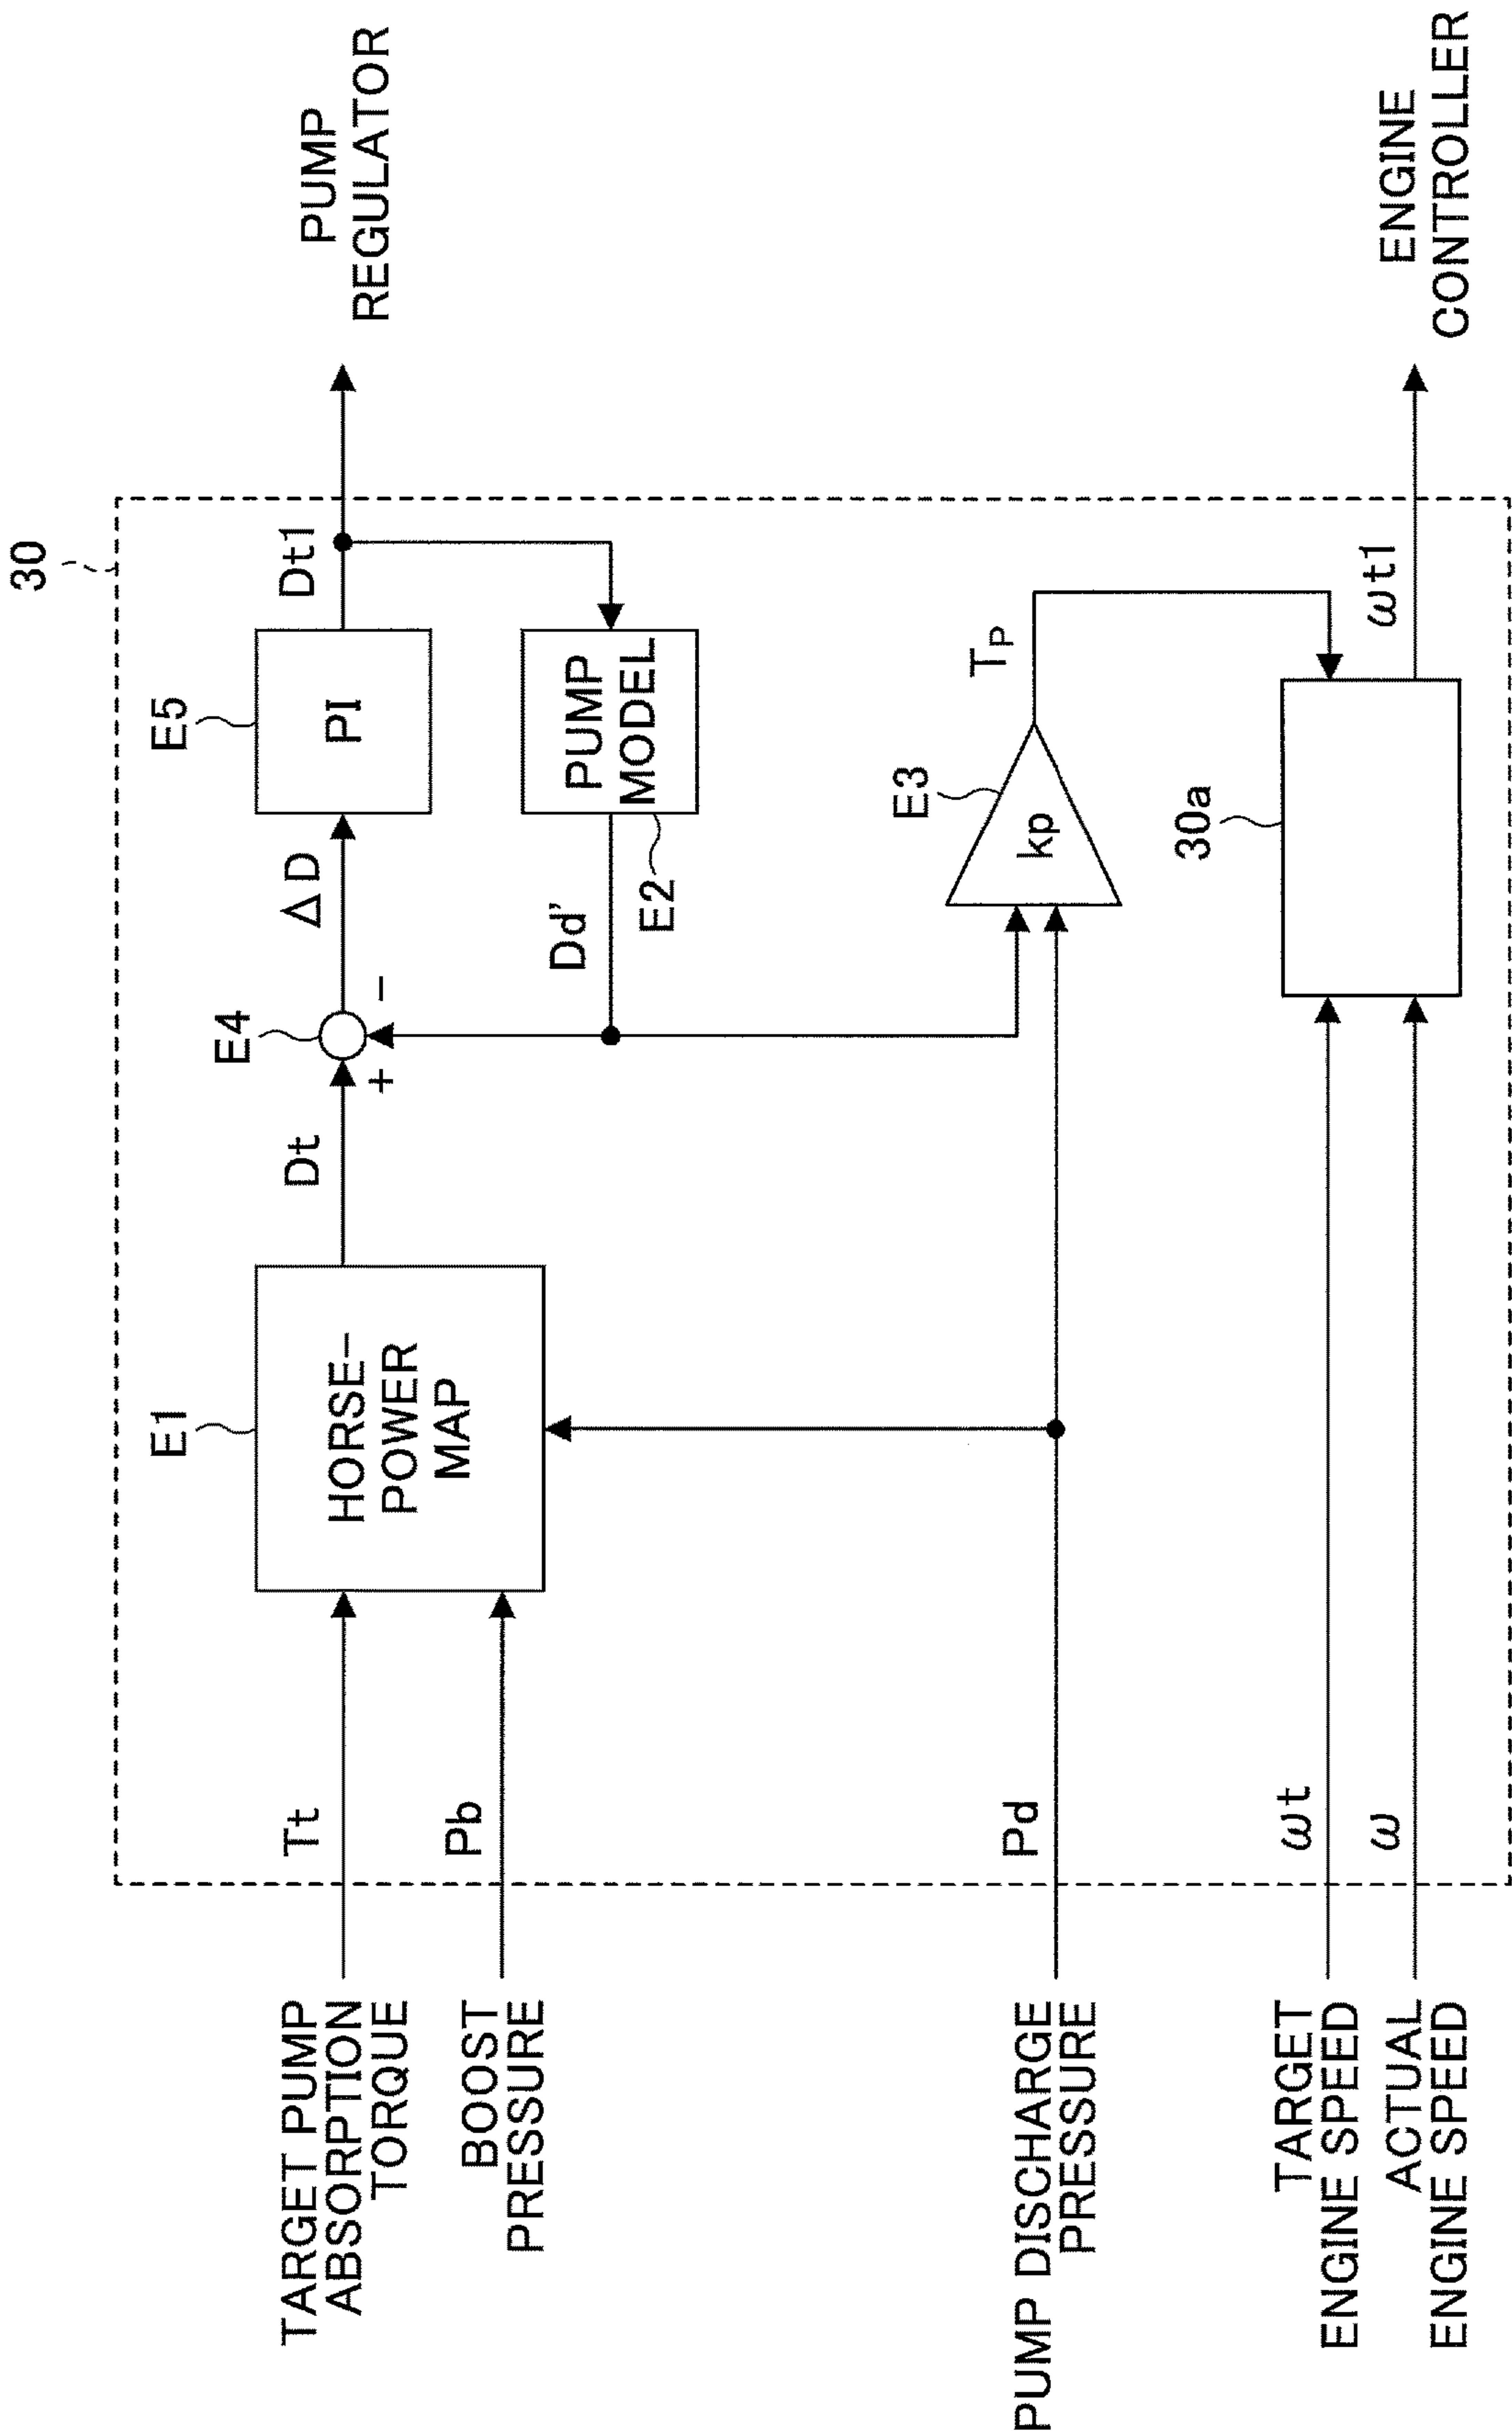 30
TARGET PUMP
ABSORPTION
TORQUE
Tt
BOOST
PRESSURE
Pb
E1
HORSE-
POWER
MAP
Dt
E4
+
−
ΔD
E5
PI
Dt1
PUMP
REGULATOR
PUMP
MODEL
E2
Dd'
PUMP DISCHARGE
PRESSURE
Pd
E3
kp
TP
TARGET
ENGINE SPEED
ωt
ACTUAL
ENGINE SPEED
ω
30a
ωt1
ENGINE
CONTROLLER